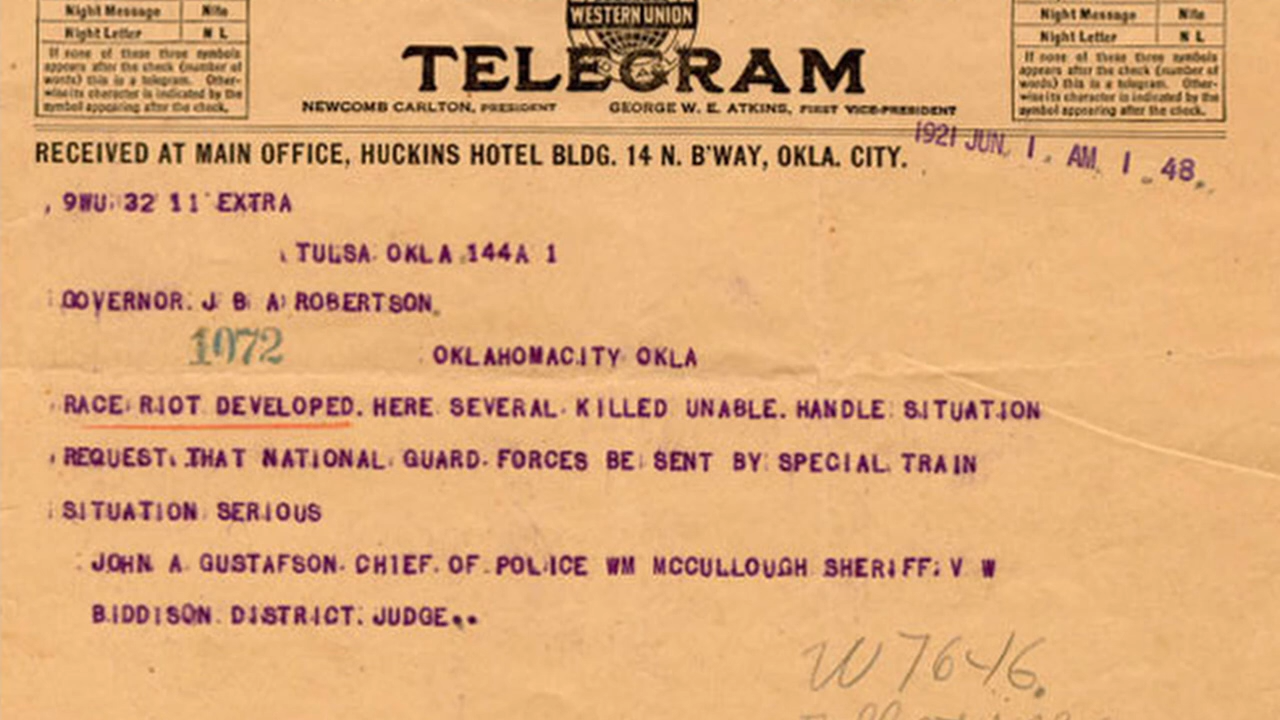 WESTERN UNION
TELEGRAM
NEWCOMB CARLTON, PRESIDENT GEORGE W. E. ATKINS, FIRST VICE-PRESIDENT
Night Message Nite
Night Letter N L
If none of these three symbols
appears after the check (number of
words) this is a telegram. Other-
wise its character is indicated by the
symbol appearing after the check.
Night Message Nite
Night Letter N L
If none of these three symbols
appears after the check (number of
words) this is a telegram. Other-
wise its character is indicated by the
symbol appearing after the check.
RECEIVED AT MAIN OFFICE, HUCKINS HOTEL BLDG. 14 N. B'WAY, OKLA. CITY.
1921 JUN 1 AM 1 48
9WU 32 11 EXTRA
TULSA OKLA 144A 1
GOVERNOR J B A ROBERTSON
1072
OKLAHOMACITY OKLA
RACE RIOT DEVELOPED HERE SEVERAL KILLED UNABLE HANDLE SITUATION
REQUEST THAT NATIONAL GUARD FORCES BE SENT BY SPECIAL TRAIN
SITUATION SERIOUS
JOHN A GUSTAFSON CHIEF OF POLICE WM MCCULLOUGH SHERIFF V W
BIDDISON DISTRICT JUDGE..
W 7646